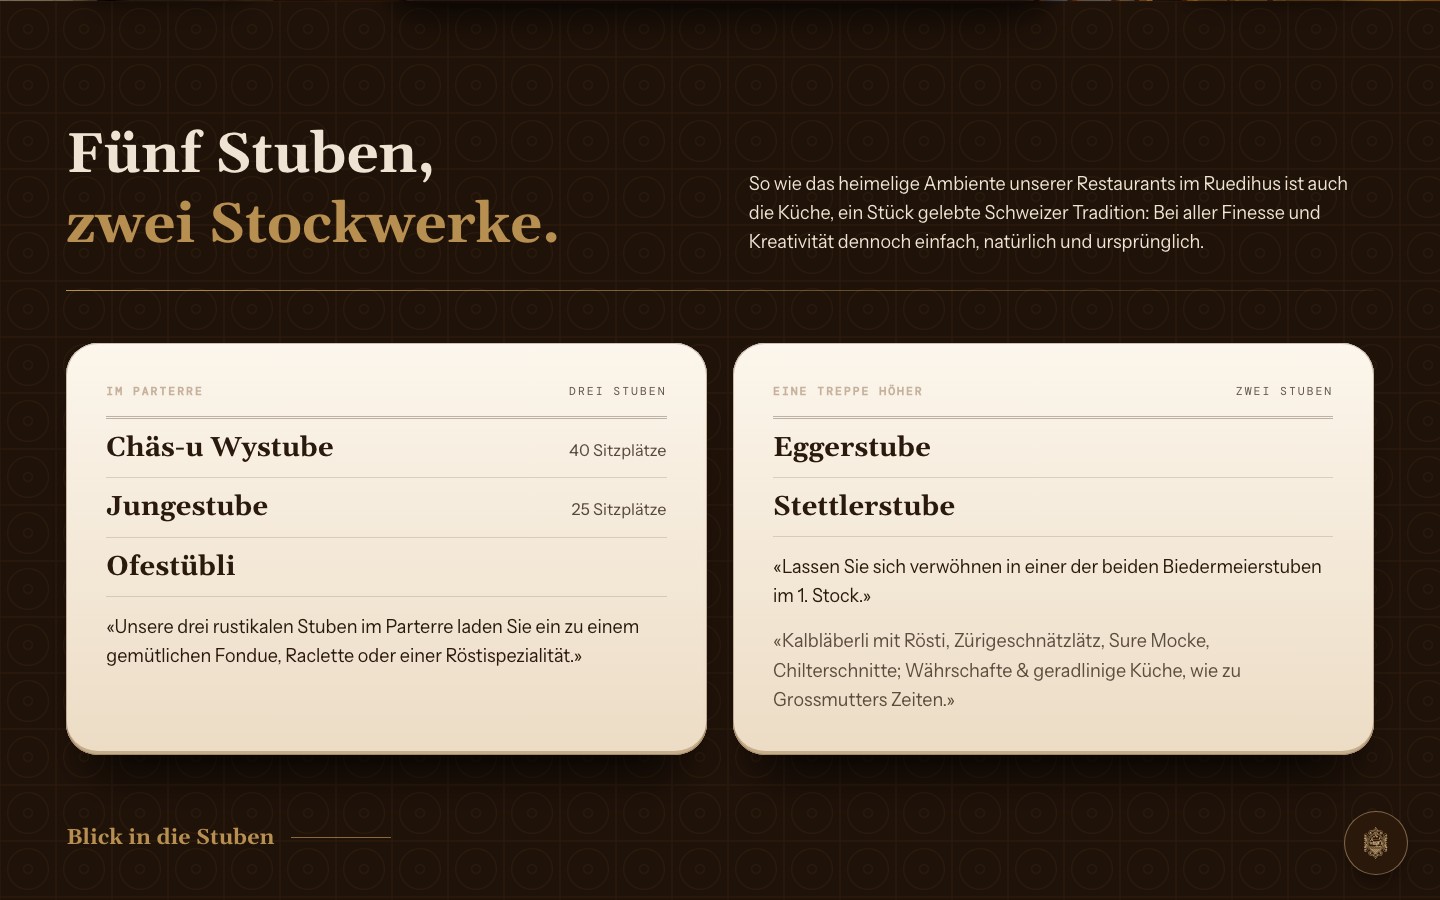 Fünf Stuben,
zwei Stockwerke.
So wie das heimelige Ambiente unserer Restaurants im Ruedihus ist auch
die Küche, ein Stück gelebte Schweizer Tradition: Bei aller Finesse und
Kreativität dennoch einfach, natürlich und ursprünglich.
IM PARTERRE
DREI STUBEN
Chäs-u Wystube
40 Sitzplätze
Jungestube
25 Sitzplätze
Ofestübli
«Unsere drei rustikalen Stuben im Parterre laden Sie ein zu einem
gemütlichen Fondue, Raclette oder einer Röstispezialität.»
EINE TREPPE HÖHER
ZWEI STUBEN
Eggerstube
Stettlerstube
«Lassen Sie sich verwöhnen in einer der beiden Biedermeierstuben
im 1. Stock.»
«Kalbläberli mit Rösti, Zürigeschnätzlätz, Sure Mocke,
Chilterschnitte; Währschafte & geradlinige Küche, wie zu
Grossmutters Zeiten.»
Blick in die Stuben